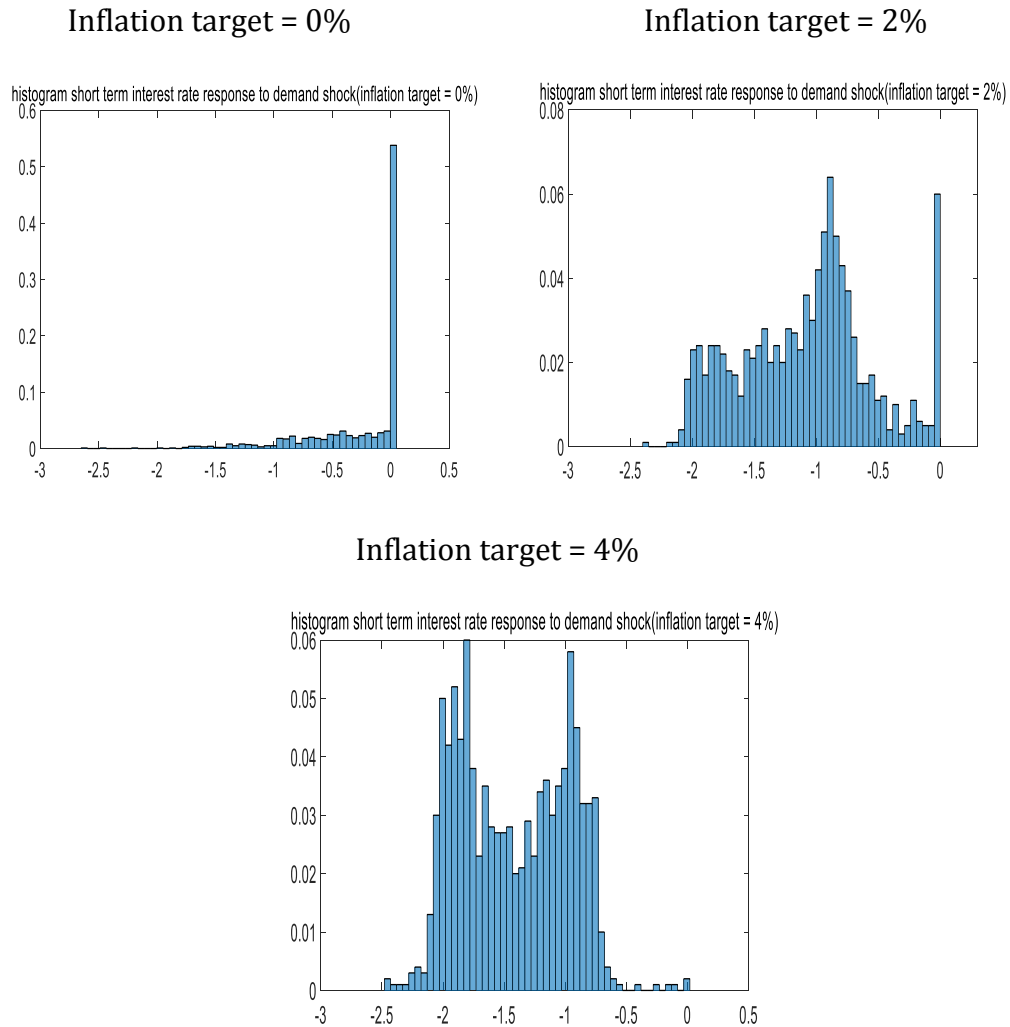 Inflation target = 0%
Inflation target = 2%
histogram short term interest rate response to demand shock(inflation target = 0%)
0.6
0.5
0.4
0.3
0.2
0.1
0
-3 -2.5 -2 -1.5 -1 -0.5 0 0.5
histogram short term interest rate response to demand shock(inflation target = 2%)
0.08
0.06
0.04
0.02
0
-3 -2.5 -2 -1.5 -1 -0.5 0
Inflation target = 4%
histogram short term interest rate response to demand shock(inflation target = 4%)
0.06
0.05
0.04
0.03
0.02
0.01
0
-3 -2.5 -2 -1.5 -1 -0.5 0 0.5